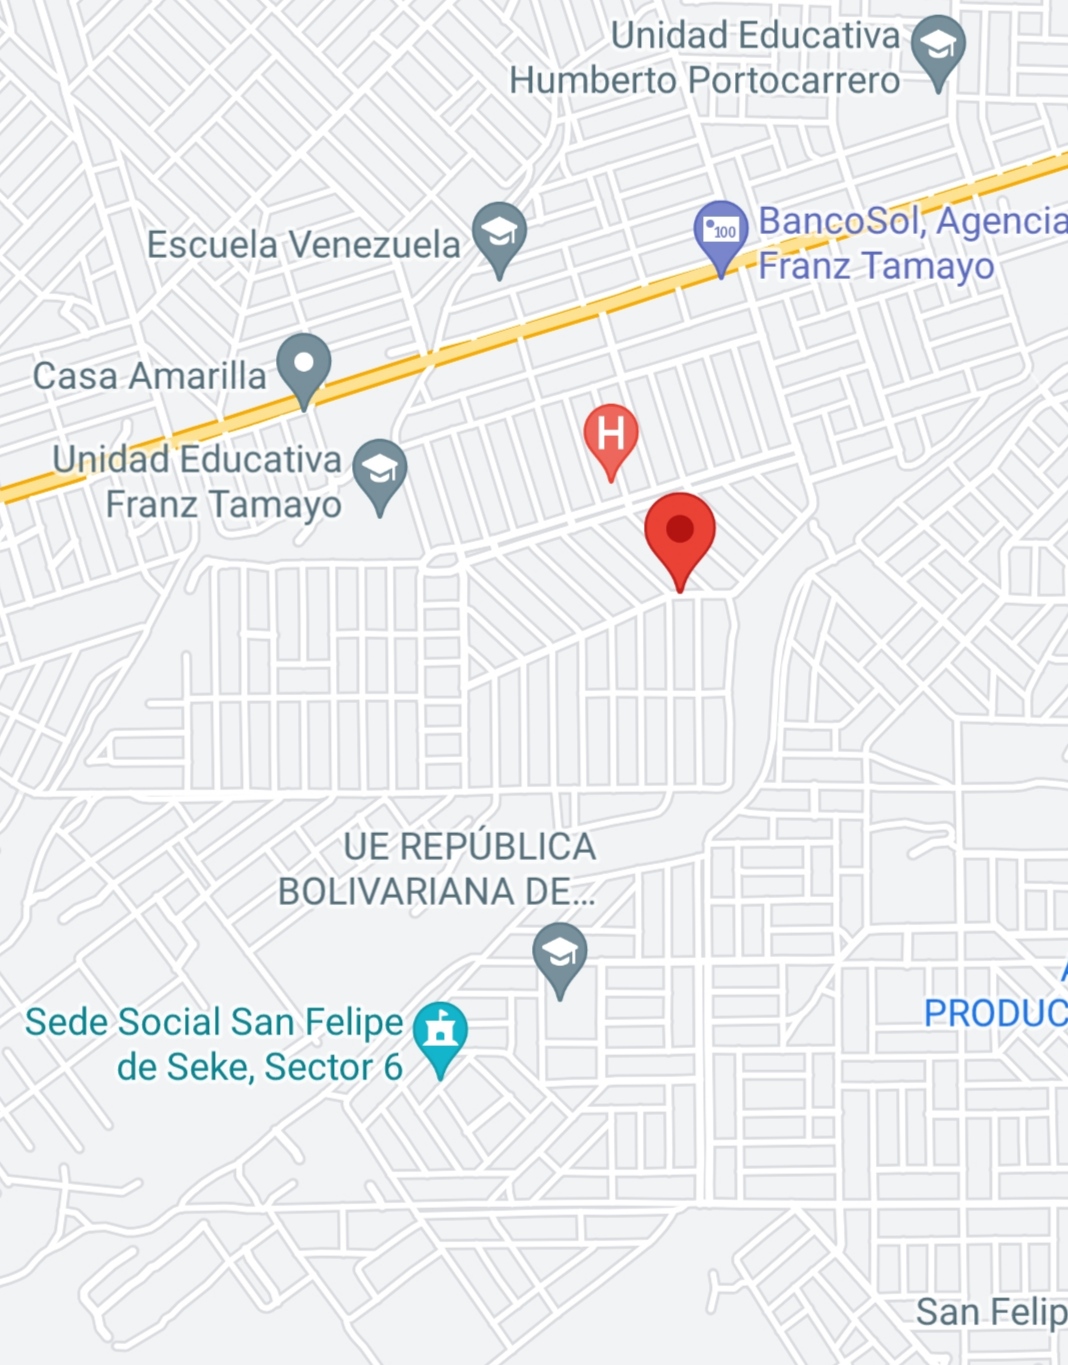 Unidad Educativa
Humberto Portocarrero
BancoSol, Agencia
Franz Tamayo
100
Escuela Venezuela
Casa Amarilla
H
Unidad Educativa
Franz Tamayo
UE REPÚBLICA
BOLIVARIANA DE...
A
PRODUC
Sede Social San Felipe
de Seke, Sector 6
San Felip